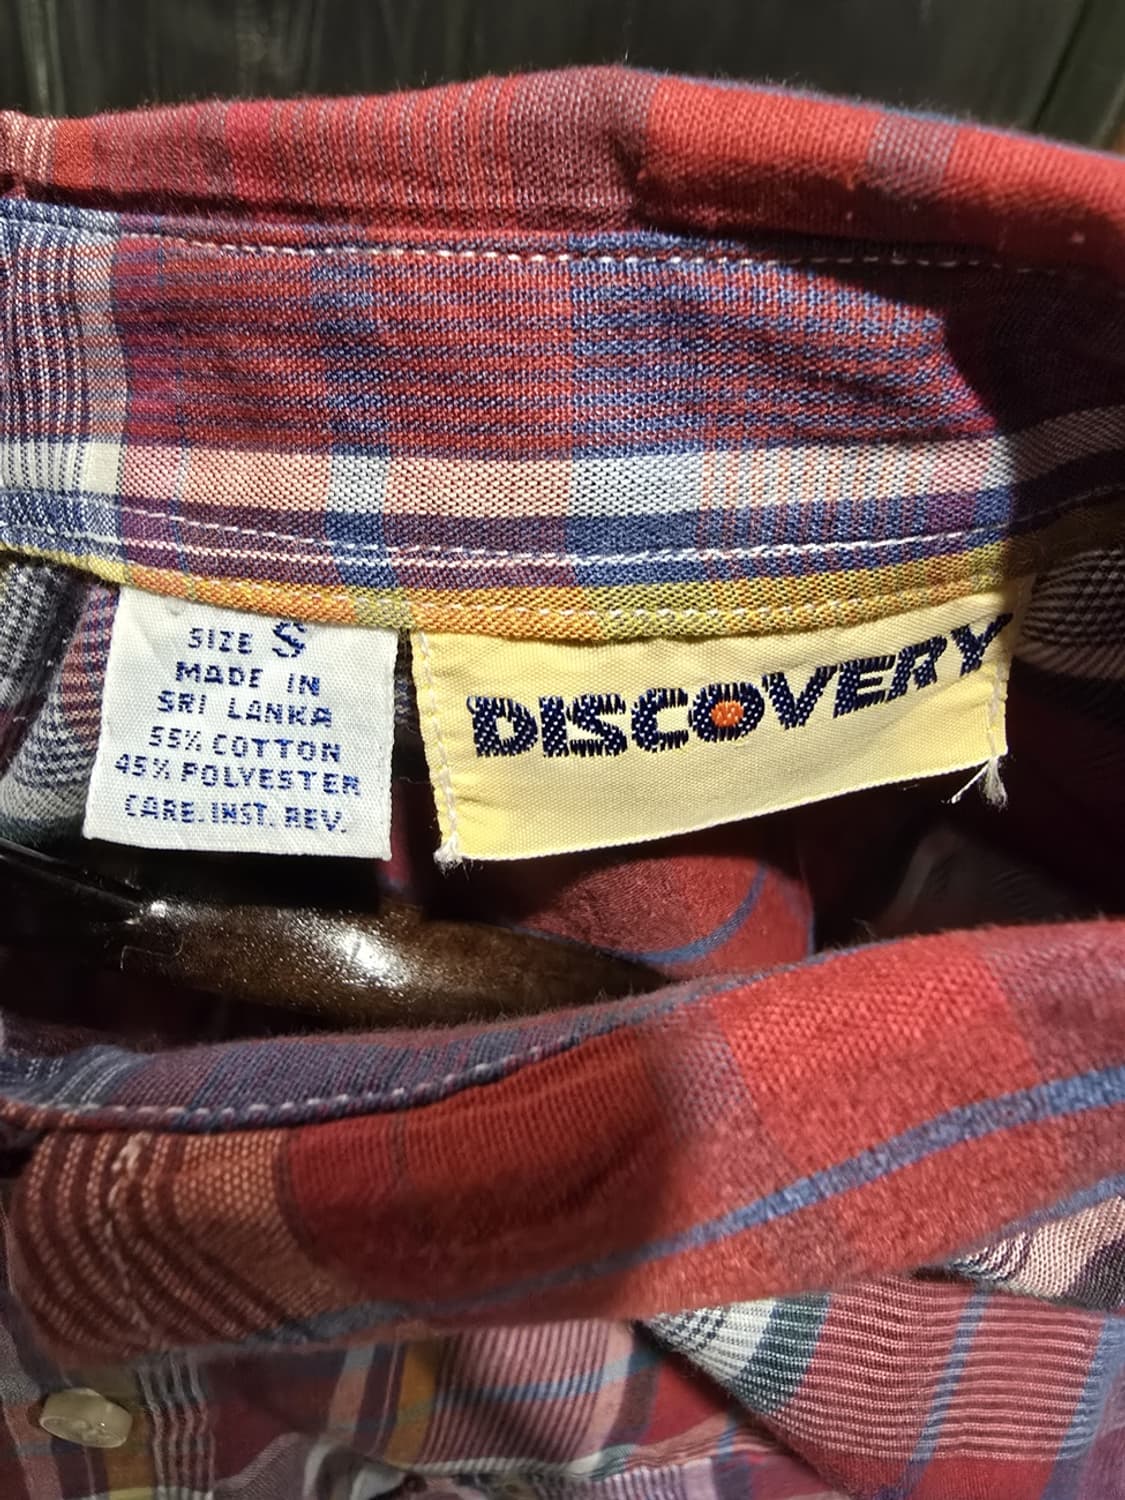 SIZE S
MADE IN
SRI LANKA
55% COTTON
45% POLYESTER
CARE. INST. REV.
DISCOVERY